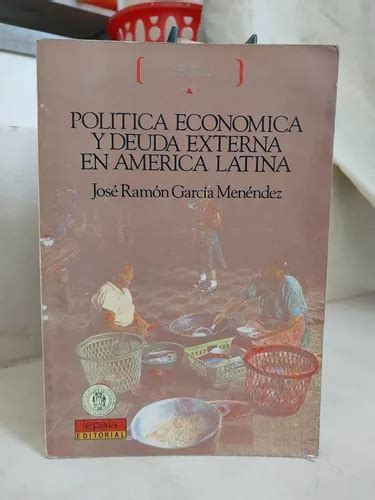 POLITICA ECONOMICA
Y DEUDA EXTERNA
EN AMERICA LATINA
José Ramón García Menéndez
iepala
EDITORIAL